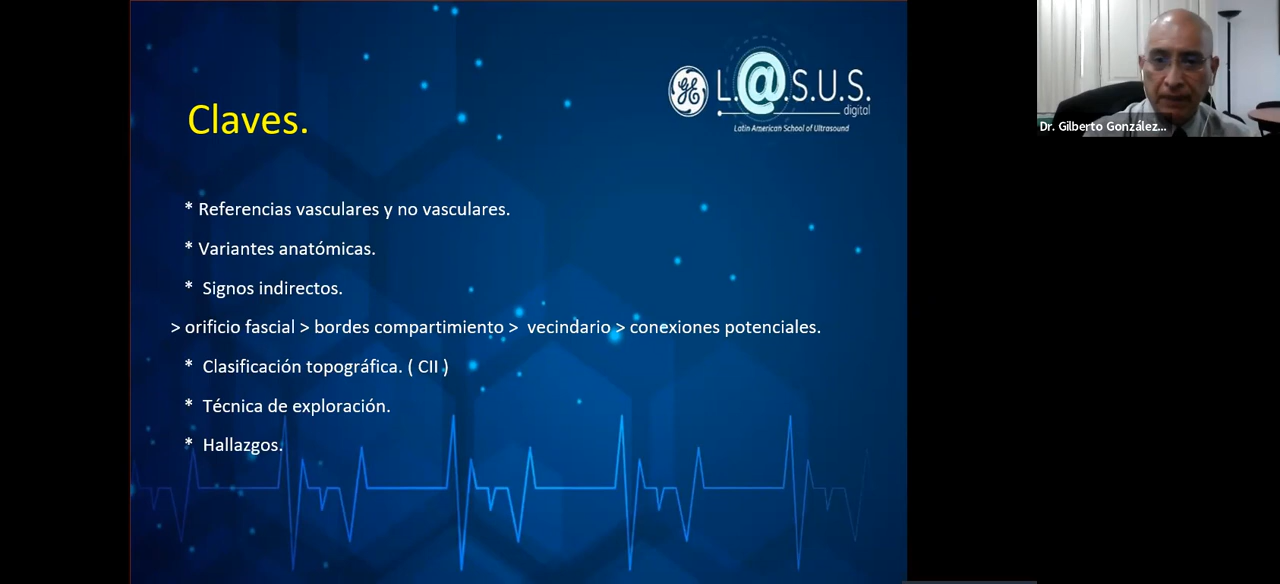 GE L.@.S.U.S.
digital
Latin American School of Ultrasound
Claves.
* Referencias vasculares y no vasculares.
* Variantes anatómicas.
* Signos indirectos.
> orificio fascial > bordes compartimiento > vecindario > conexiones potenciales.
* Clasificación topográfica. ( CII )
* Técnica de exploración.
* Hallazgos.
Dr. Gilberto González...